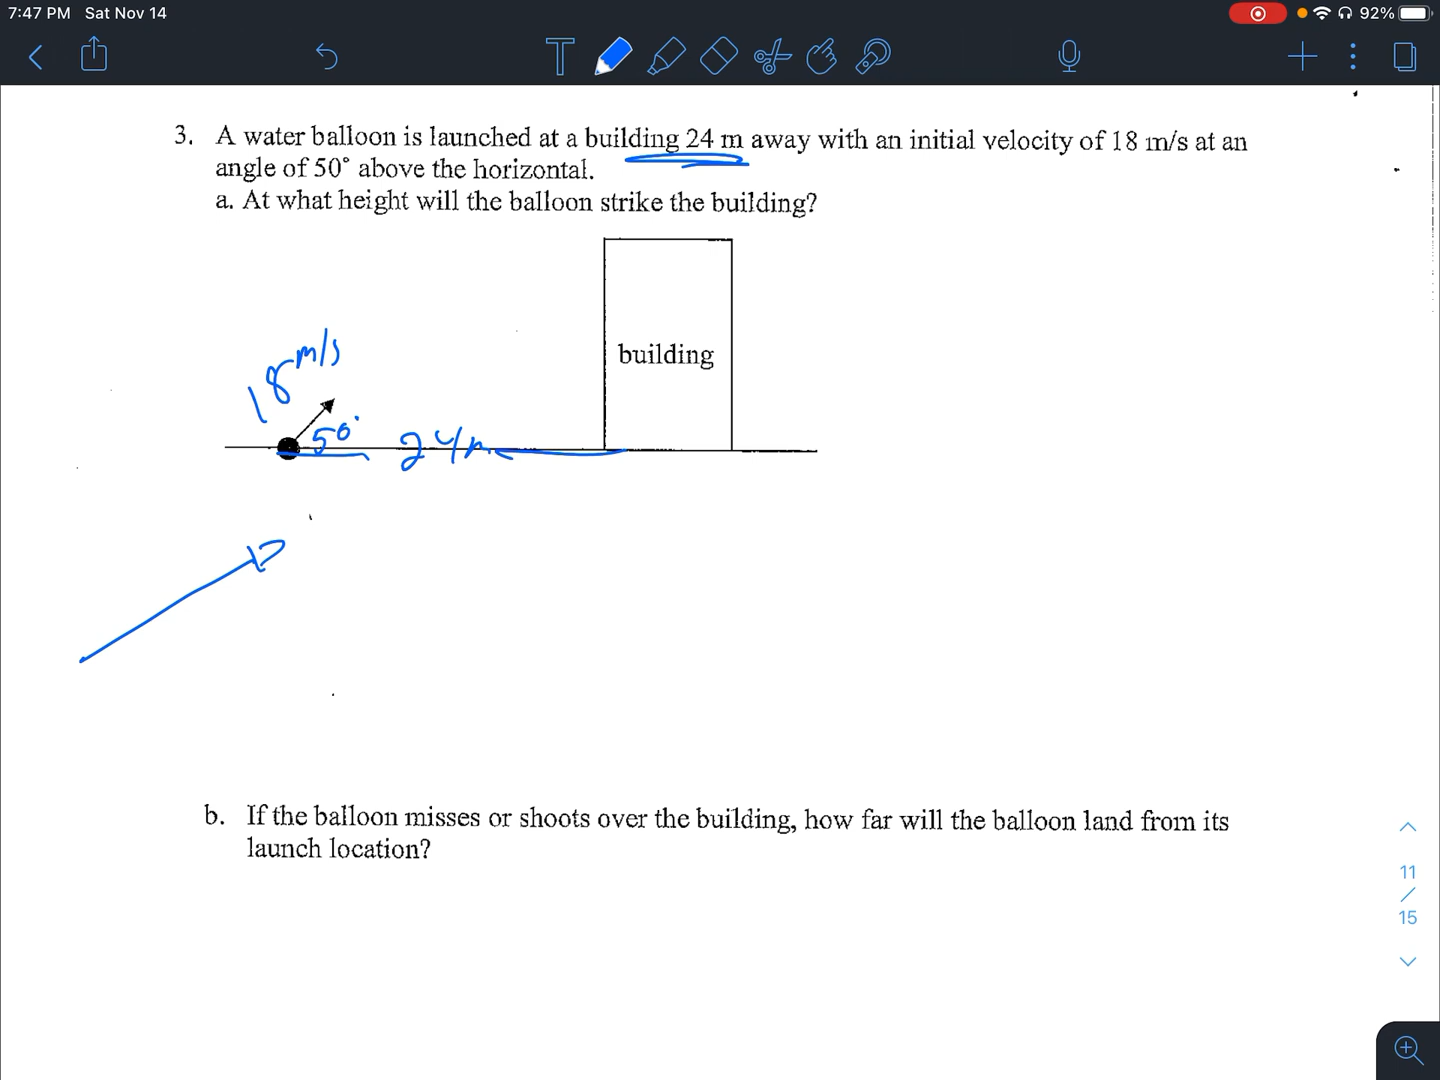 7:47 PM Sat Nov 14
92%
T
3. A water balloon is launched at a building 24 m away with an initial velocity of 18 m/s at an
angle of 50° above the horizontal.
a. At what height will the balloon strike the building?
building
18 m/s
50°
24m
b. If the balloon misses or shoots over the building, how far will the balloon land from its
launch location?
11
/
15